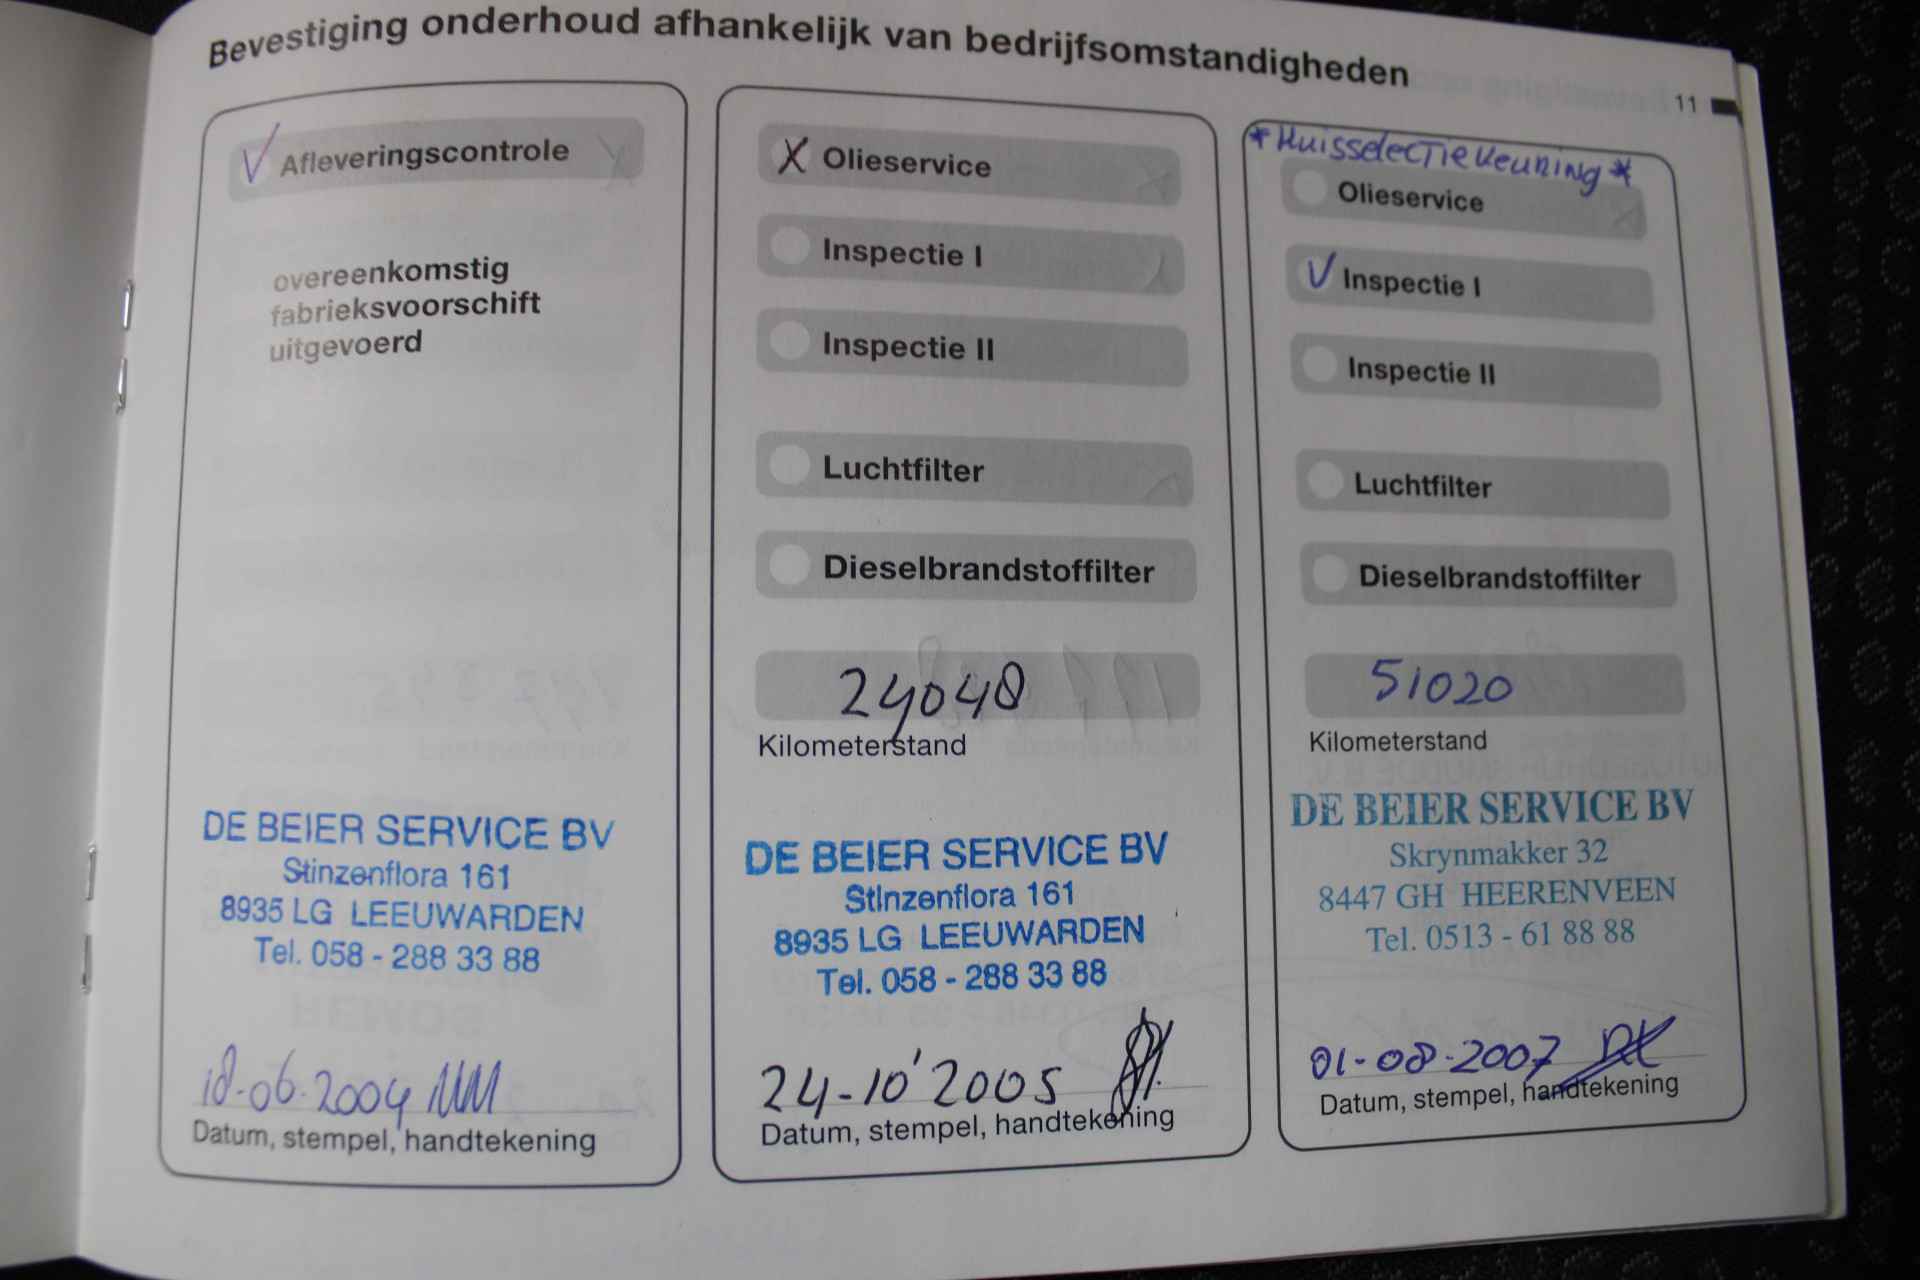 Bevestiging onderhoud afhankelijk van bedrijfsomstandigheden
11
V Afleveringscontrole
overeenkomstig
fabrieksvoorschrift
uitgevoerd
DE BEIER SERVICE BV
Stinzenflora 161
8935 LG LEEUWARDEN
Tel. 058 - 288 33 88
18-06-2004
Datum, stempel, handtekening
X Olieservice
Inspectie I
Inspectie II
Luchtfilter
Dieselbrandstoffilter
24048
Kilometerstand
DE BEIER SERVICE BV
Stinzenflora 161
8935 LG LEEUWARDEN
Tel. 058 - 288 33 88
24-10'2005
Datum, stempel, handtekening
*Huisselectiekeuring*
Olieservice
V Inspectie I
Inspectie II
Luchtfilter
Dieselbrandstoffilter
51020
Kilometerstand
DE BEIER SERVICE BV
Skrynmakker 32
8447 GH HEERENVEEN
Tel. 0513 - 61 88 88
01-08-2007
Datum, stempel, handtekening